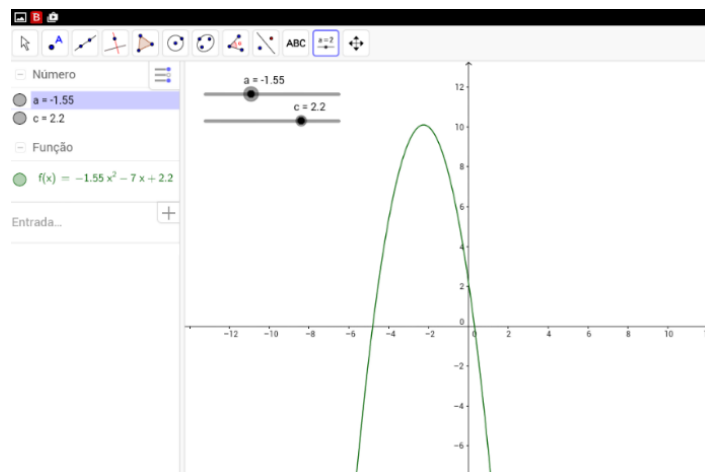 B
A
ABC
a=2
Número
a = -1.55
c = 2.2
Função
f(x) = −1.55 x² − 7 x + 2.2
Entrada...
a = -1.55
c = 2.2
12
10
8
6
4
2
0
−12 −10 −8 −6 −4 −2 0 2 4 6 8 10
−2
−4
−6